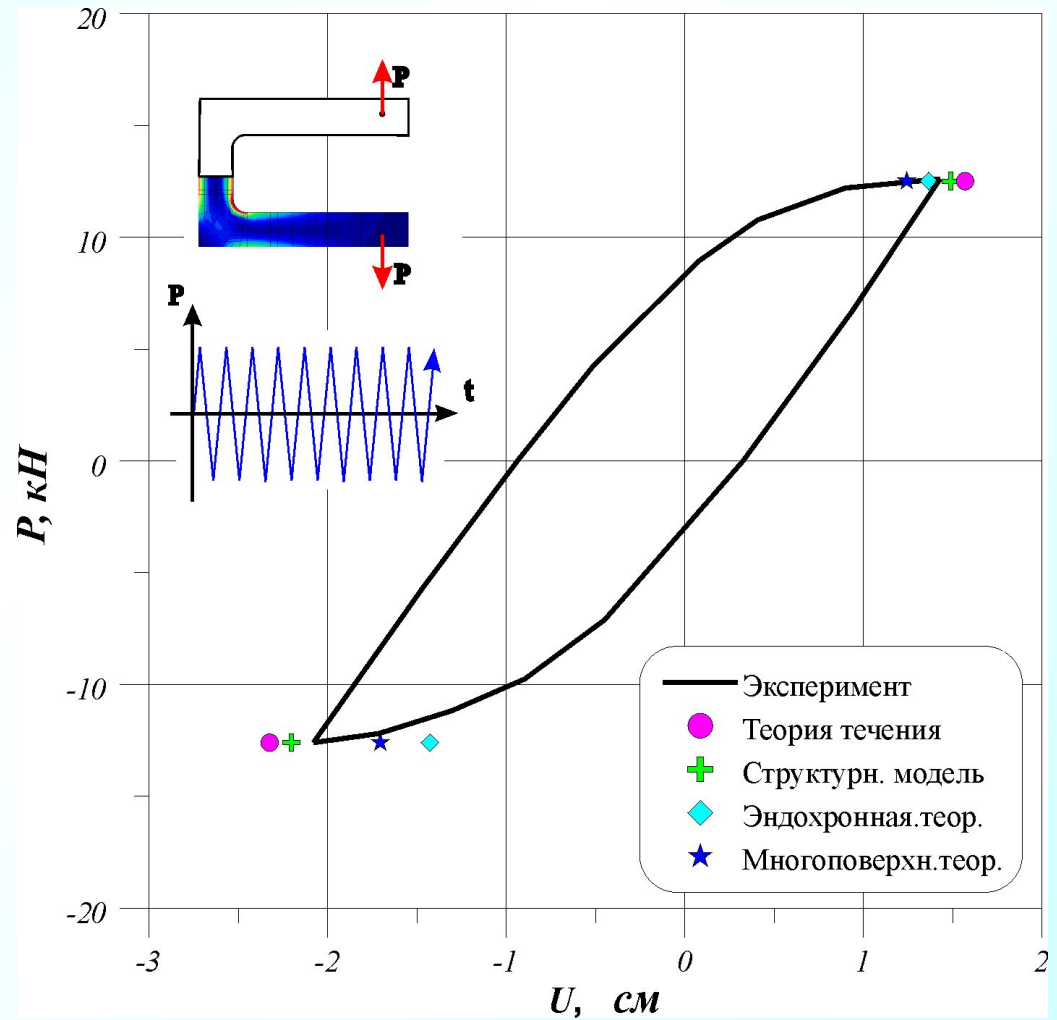 20
10
0
-10
-20
P, кН
P
P
P
t
Эксперимент
Теория течения
Структурн. модель
Эндохронная.теор.
Многоповерхн.теор.
-3
-2
-1
0
1
2
U, см